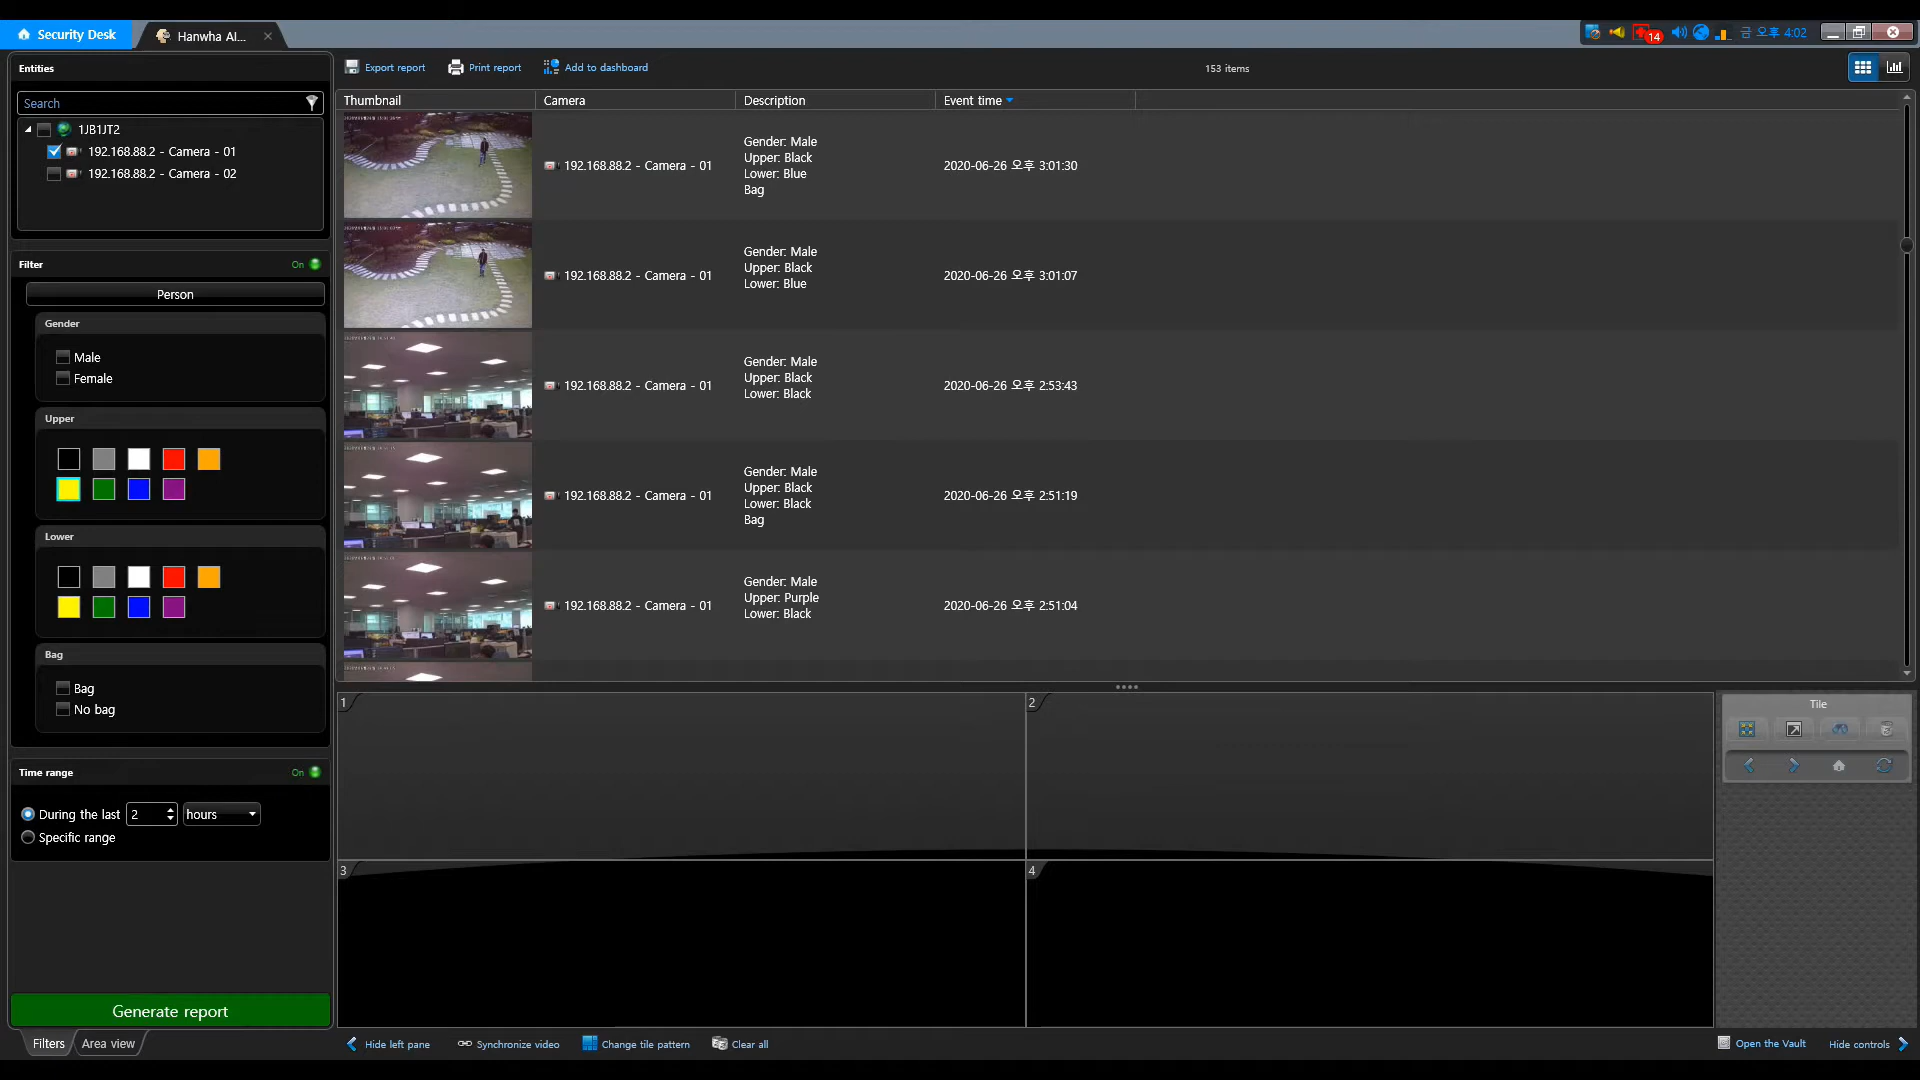 Security Desk
Hanwha AI...
14
금 오후 4:02
Entities
Export report
Print report
Add to dashboard
153 items
Search
Thumbnail
Camera
Description
Event time
1JB1JT2
192.168.88.2 - Camera - 01
192.168.88.2 - Camera - 02
192.168.88.2 - Camera - 01
Gender: Male
Upper: Black
Lower: Blue
Bag
2020-06-26 오후 3:01:30
192.168.88.2 - Camera - 01
Gender: Male
Upper: Black
Lower: Blue
2020-06-26 오후 3:01:07
192.168.88.2 - Camera - 01
Gender: Male
Upper: Black
Lower: Black
2020-06-26 오후 2:53:43
192.168.88.2 - Camera - 01
Gender: Male
Upper: Black
Lower: Black
Bag
2020-06-26 오후 2:51:19
192.168.88.2 - Camera - 01
Gender: Male
Upper: Purple
Lower: Black
2020-06-26 오후 2:51:04
Filter
On
Person
Gender
Male
Female
Upper
Lower
Bag
Bag
No bag
Time range
On
During the last 2 hours
Specific range
Generate report
Filters
Area view
1
2
3
4
Tile
Hide left pane
Synchronize video
Change tile pattern
Clear all
Open the Vault
Hide controls